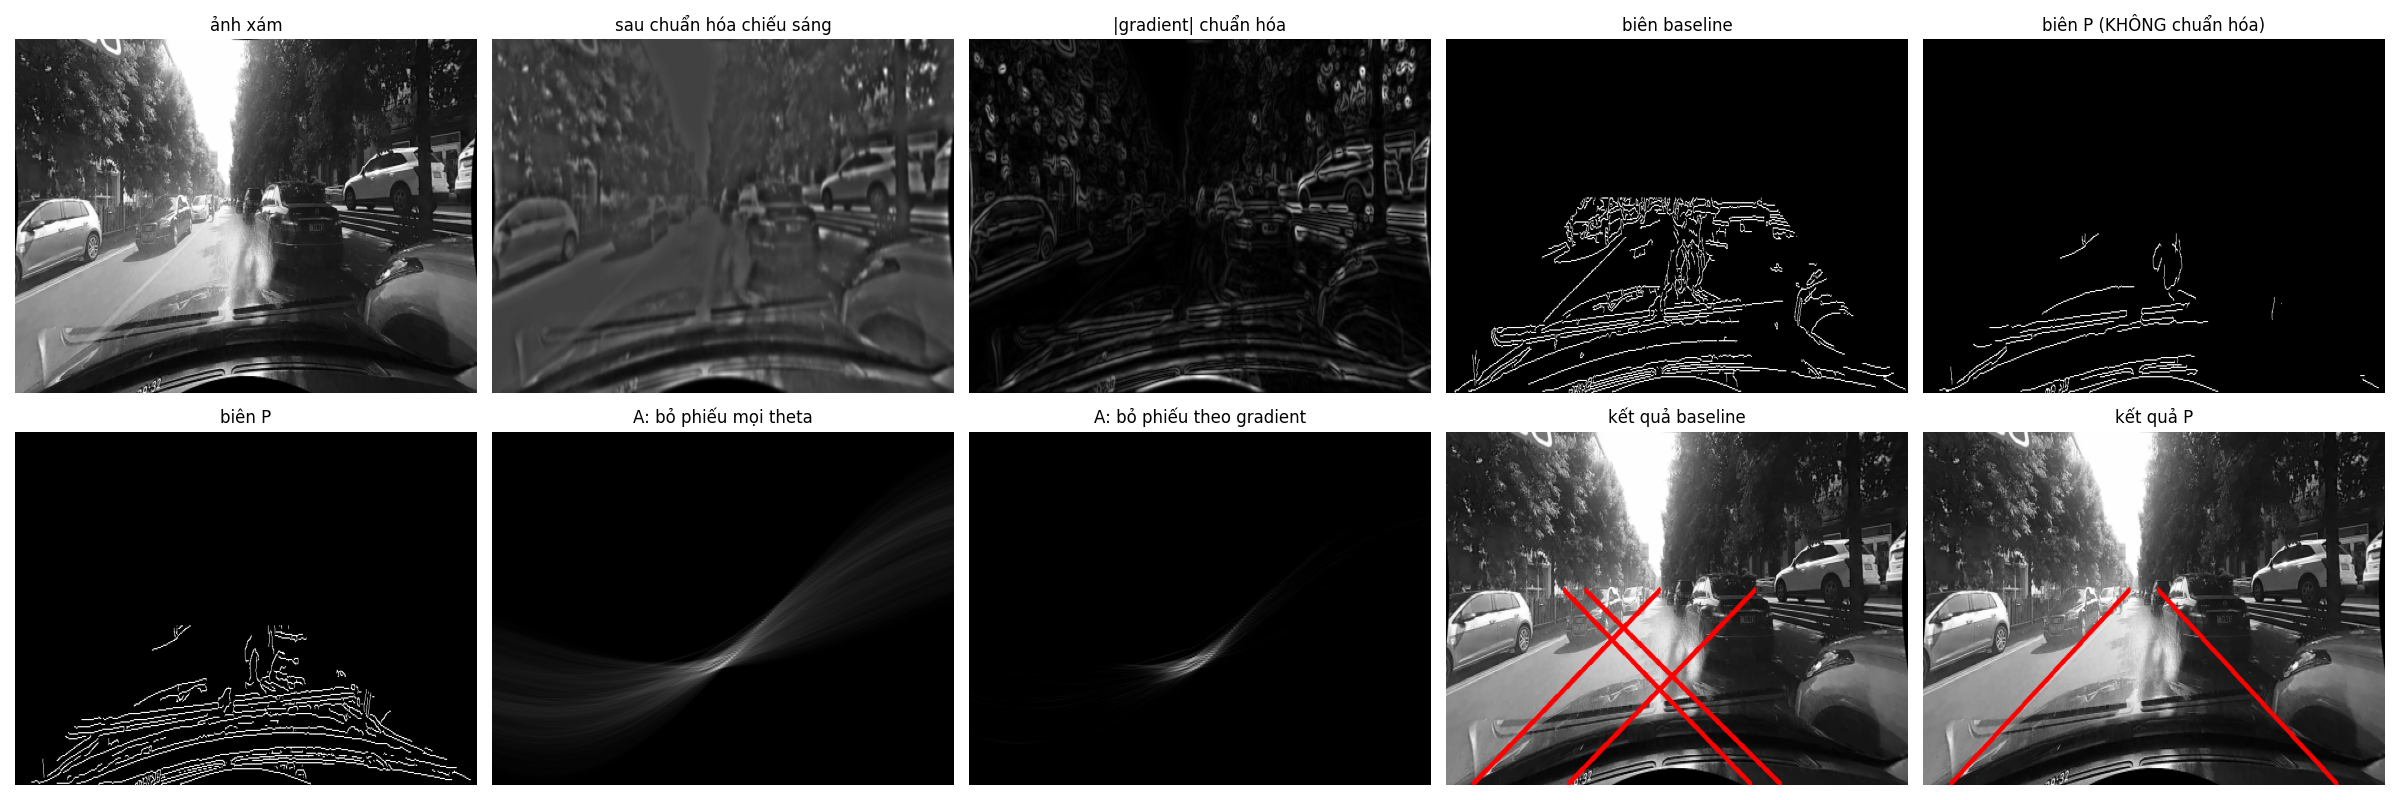 ảnh xám
sau chuẩn hóa chiếu sáng
|gradient| chuẩn hóa
biên baseline
biên P (KHÔNG chuẩn hóa)
biên P
A: bỏ phiếu mọi theta
A: bỏ phiếu theo gradient
kết quả baseline
kết quả P